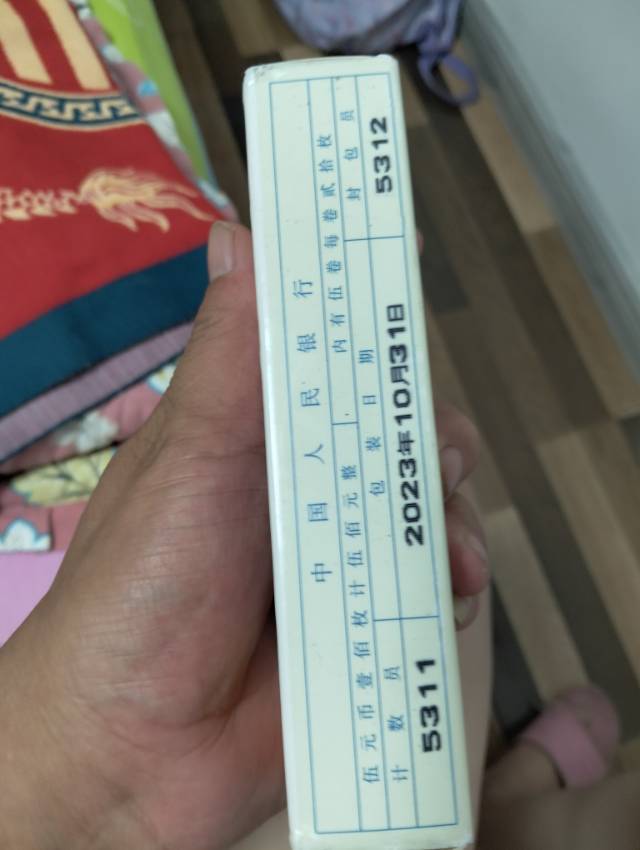 中国人民银行
伍元币壹佰枚计伍佰元整 内有伍卷每卷贰拾枚
计数员 包装日期 封包员
5311 2023年10月31日 5312